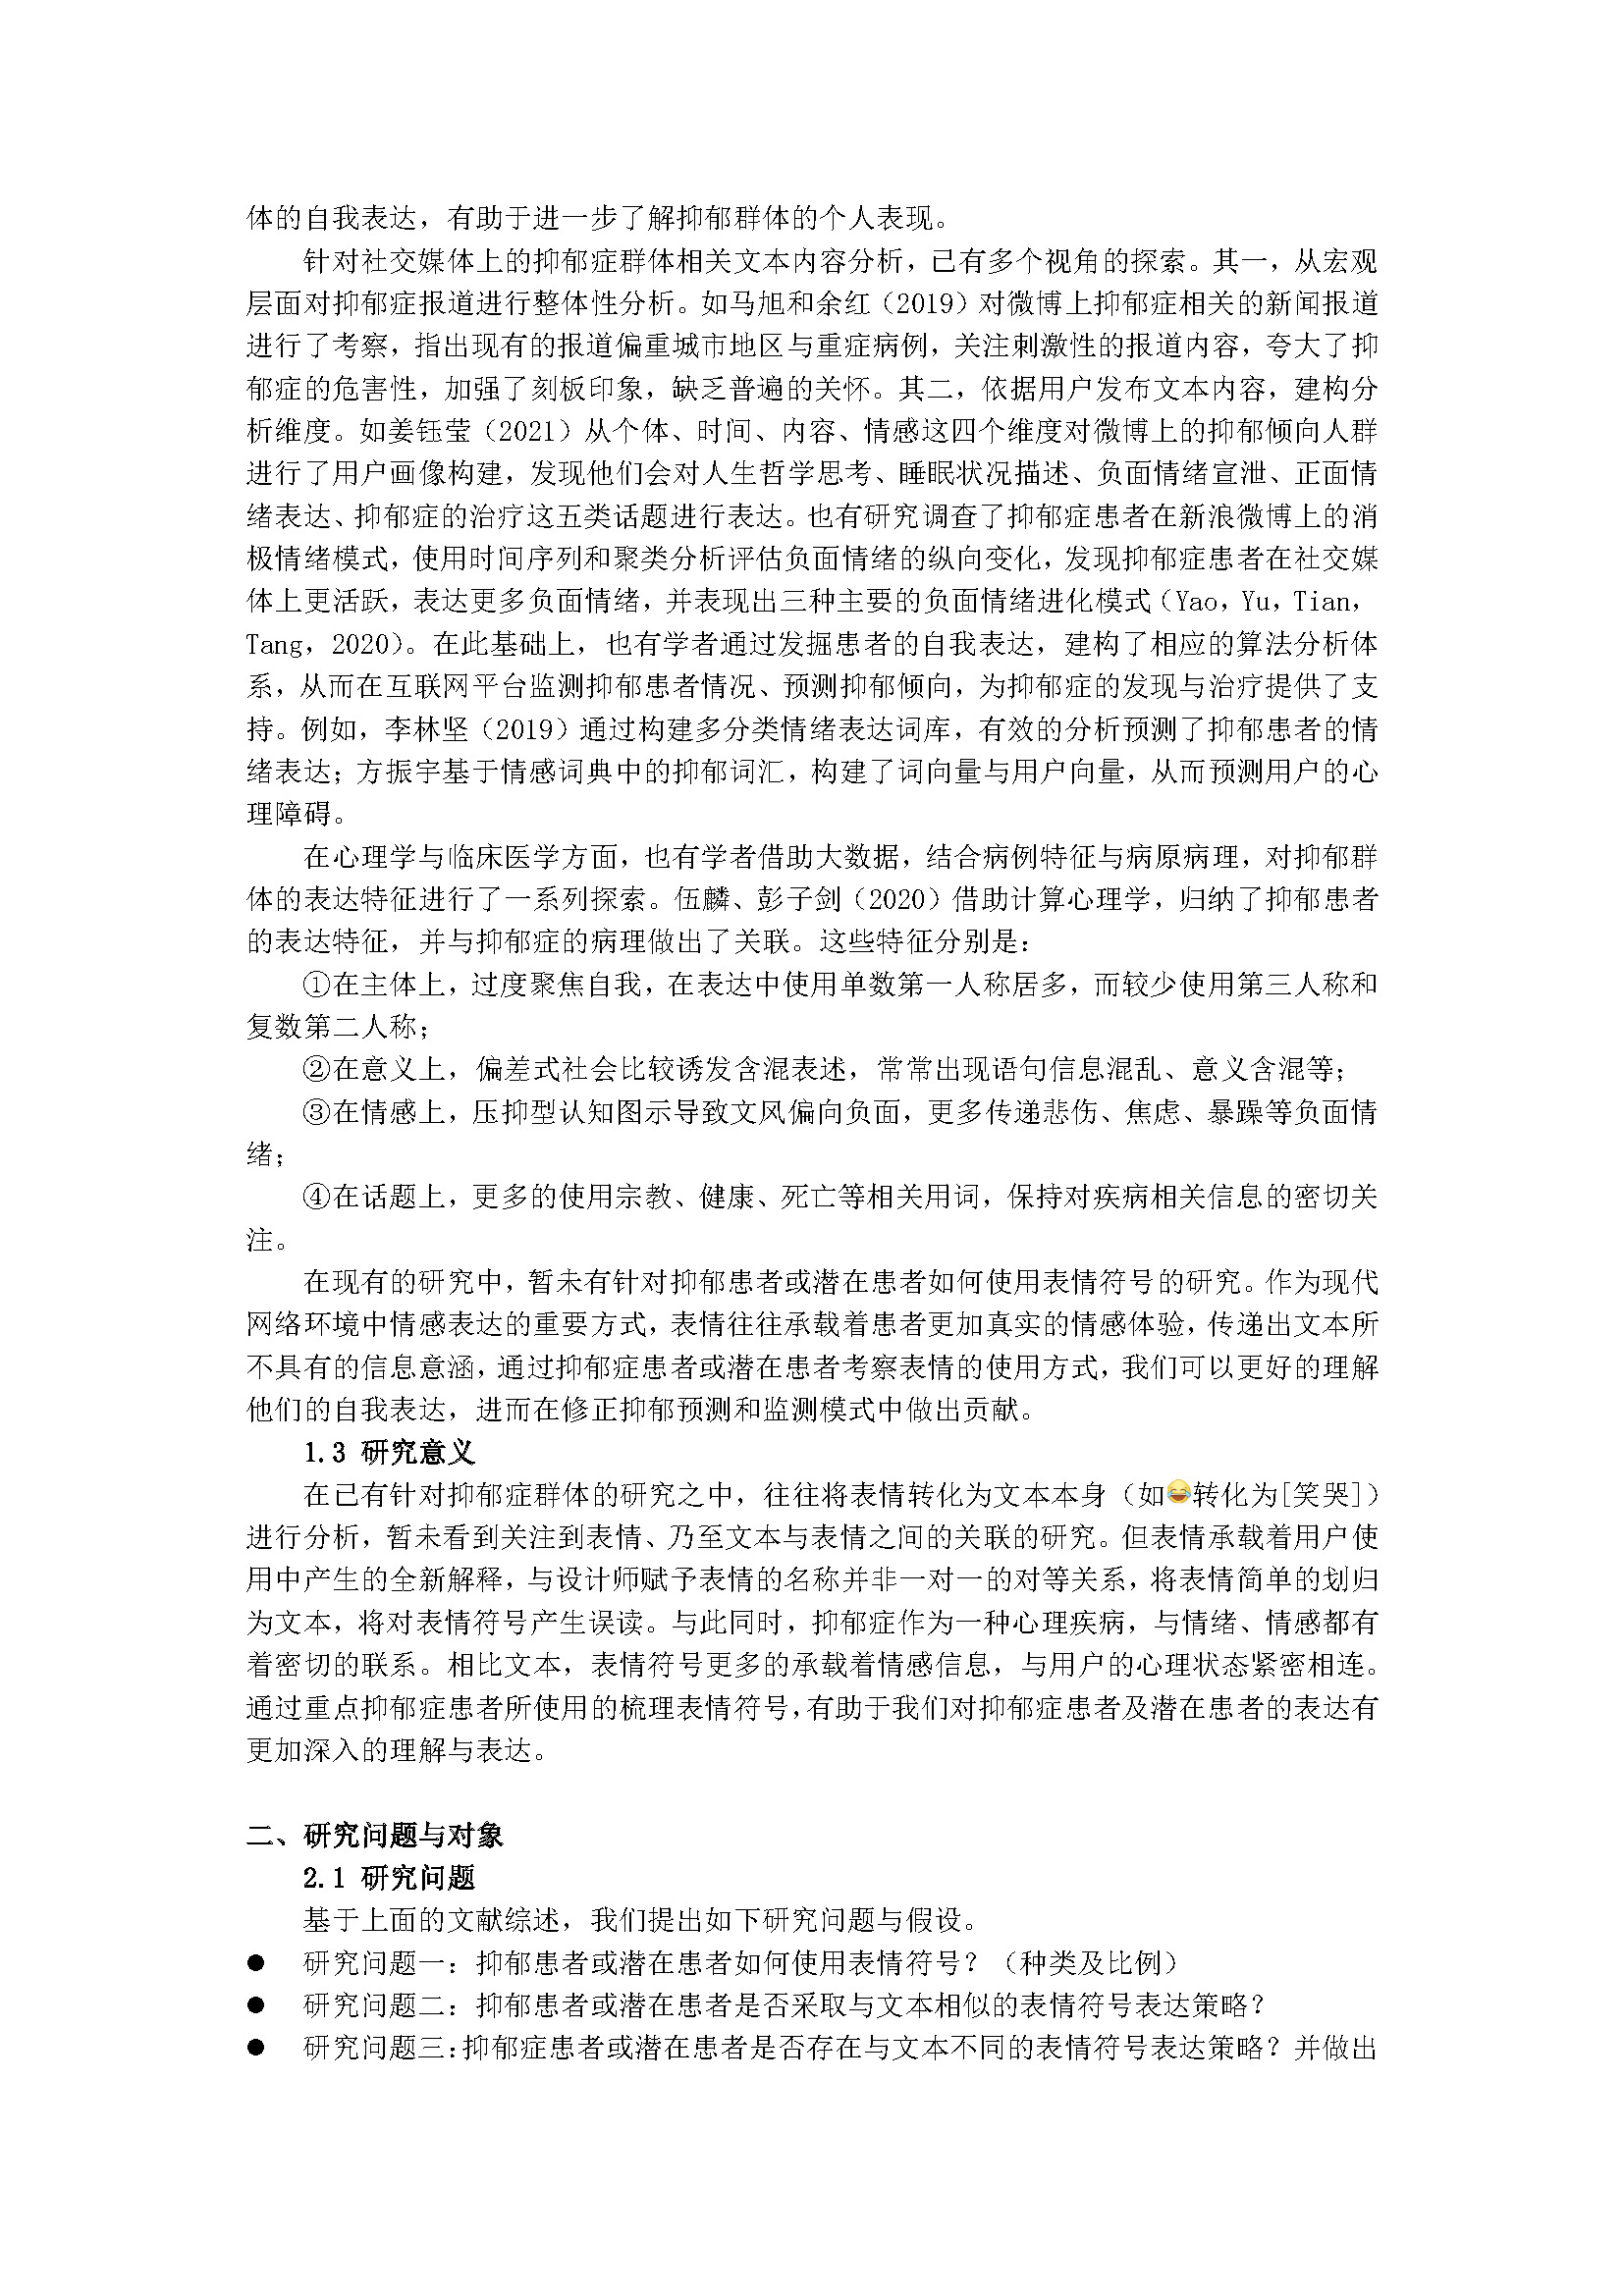 体的自我表达，有助于进一步了解抑郁群体的个人表现。
针对社交媒体上的抑郁症群体相关文本内容分析，已有多个视角的探索。其一，从宏观
层面对抑郁症报道进行整体性分析。如马旭和余红（2019）对微博上抑郁症相关的新闻报道
进行了考察，指出现有的报道偏重城市地区与重症病例，关注刺激性的报道内容，夸大了抑
郁症的危害性，加强了刻板印象，缺乏普遍的关怀。其二，依据用户发布文本内容，建构分
析维度。如姜钰莹（2021）从个体、时间、内容、情感这四个维度对微博上的抑郁倾向人群
进行了用户画像构建，发现他们会对人生哲学思考、睡眠状况描述、负面情绪宣泄、正面情
绪表达、抑郁症的治疗这五类话题进行表达。也有研究调查了抑郁症患者在新浪微博上的消
极情绪模式，使用时间序列和聚类分析评估负面情绪的纵向变化，发现抑郁症患者在社交媒
体上更活跃，表达更多负面情绪，并表现出三种主要的负面情绪进化模式（Yao，Yu，Tian，
Tang，2020）。在此基础上，也有学者通过发掘患者的自我表达，建构了相应的算法分析体
系，从而在互联网平台监测抑郁患者情况、预测抑郁倾向，为抑郁症的发现与治疗提供了支
持。例如，李林坚（2019）通过构建多分类情绪表达词库，有效的分析预测了抑郁患者的情
绪表达；方振宇基于情感词典中的抑郁词汇，构建了词向量与用户向量，从而预测用户的心
理障碍。
在心理学与临床医学方面，也有学者借助大数据，结合病例特征与病原病理，对抑郁群
体的表达特征进行了一系列探索。伍麟、彭子剑（2020）借助计算心理学，归纳了抑郁患者
的表达特征，并与抑郁症的病理做出了关联。这些特征分别是：
①在主体上，过度聚焦自我，在表达中使用单数第一人称居多，而较少使用第三人称和
复数第二人称；
②在意义上，偏差式社会比较诱发含混表述，常常出现语句信息混乱、意义含混等；
③在情感上，压抑型认知图示导致文风偏向负面，更多传递悲伤、焦虑、暴躁等负面情
绪；
④在话题上，更多的使用宗教、健康、死亡等相关用词，保持对疾病相关信息的密切关
注。
在现有的研究中，暂未有针对抑郁患者或潜在患者如何使用表情符号的研究。作为现代
网络环境中情感表达的重要方式，表情往往承载着患者更加真实的情感体验，传递出文本所
不具有的信息意涵，通过抑郁症患者或潜在患者考察表情的使用方式，我们可以更好的理解
他们的自我表达，进而在修正抑郁预测和监测模式中做出贡献。
1.3 研究意义
在已有针对抑郁症群体的研究之中，往往将表情转化为文本本身（如😂转化为[笑哭]）
进行分析，暂未看到关注到表情、乃至文本与表情之间的关联的研究。但表情承载着用户使
用中产生的全新解释，与设计师赋予表情的名称并非一对一的对等关系，将表情简单的划归
为文本，将对表情符号产生误读。与此同时，抑郁症作为一种心理疾病，与情绪、情感都有
着密切的联系。相比文本，表情符号更多的承载着情感信息，与用户的心理状态紧密相连。
通过重点抑郁症患者所使用的梳理表情符号，有助于我们对抑郁症患者及潜在患者的表达有
更加深入的理解与表达。
二、研究问题与对象
2.1 研究问题
基于上面的文献综述，我们提出如下研究问题与假设。
● 研究问题一：抑郁患者或潜在患者如何使用表情符号？（种类及比例）
● 研究问题二：抑郁患者或潜在患者是否采取与文本相似的表情符号表达策略？
● 研究问题三：抑郁症患者或潜在患者是否存在与文本不同的表情符号表达策略？并做出